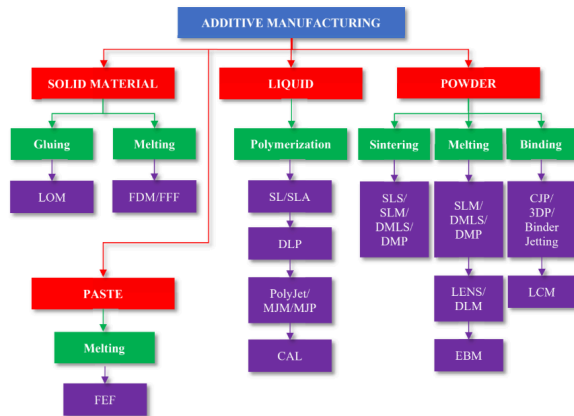 ADDITIVE MANUFACTURING
SOLID MATERIAL
LIQUID
POWDER
Gluing
Melting
Polymerization
Sintering
Melting
Binding
LOM
FDM/FFF
SL/SLA
SLS/
SLM/
DMLS/
DMP
SLM/
DMLS/
DMP
CJP/
3DP/
Binder
Jetting
DLP
PASTE
PolyJet/
MJM/MJP
LENS/
DLM
LCM
Melting
CAL
EBM
FEF